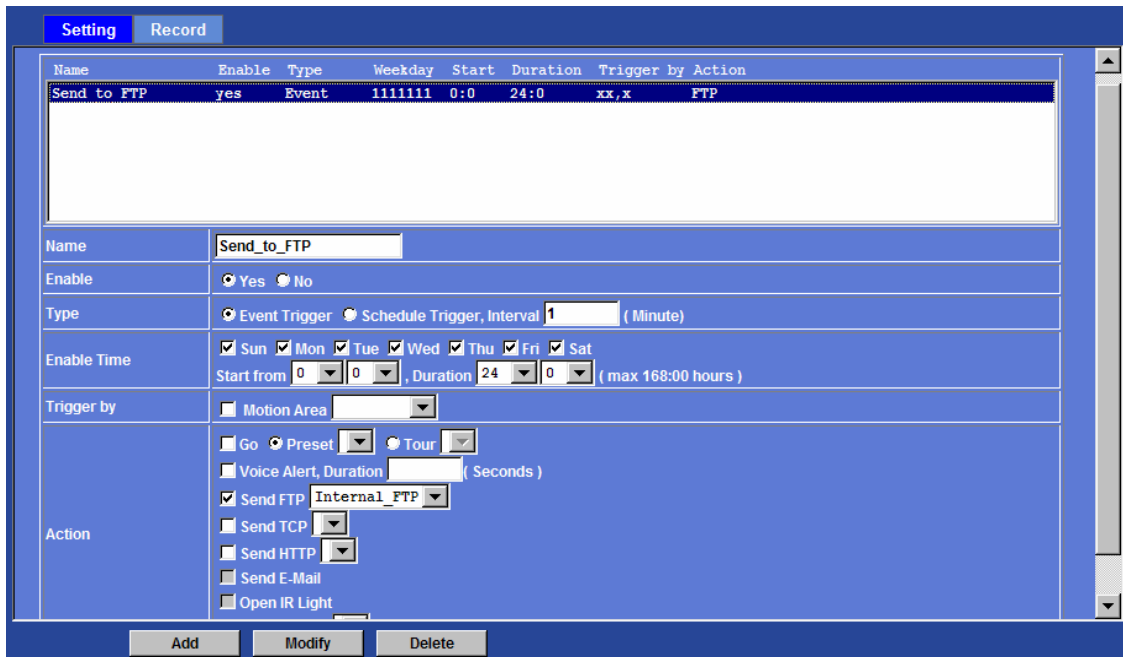 Setting Record
Name Enable Type Weekday Start Duration Trigger by Action
Send to FTP yes Event 1111111 0:0 24:0 xx,x FTP
Name Send_to_FTP
Enable Yes No
Type Event Trigger Schedule Trigger, Interval 1 ( Minute)
Enable Time Sun Mon Tue Wed Thu Fri Sat
Start from 0 0 , Duration 24 0 ( max 168:00 hours )
Trigger by Motion Area
Go Preset Tour
Voice Alert, Duration ( Seconds )
Send FTP Internal_FTP
Action Send TCP
Send HTTP
Send E-Mail
Open IR Light
Add Modify Delete